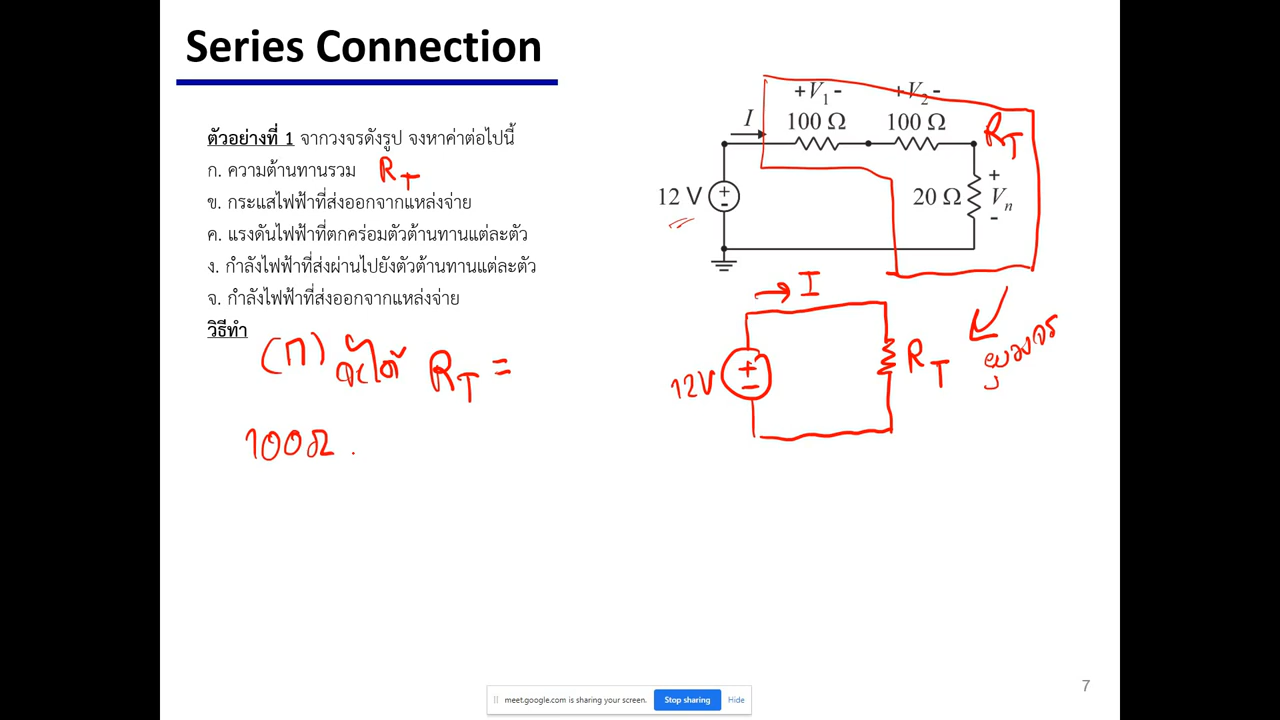 Series Connection
ตัวอย่างที่ 1 จากวงจรดังรูป จงหาค่าต่อไปนี้
ก. ความต้านทานรวม R_T
ข. กระแสไฟฟ้าที่ส่งออกจากแหล่งจ่าย
ค. แรงดันไฟฟ้าที่ตกคร่อมตัวต้านทานแต่ละตัว
ง. กำลังไฟฟ้าที่ส่งผ่านไปยังตัวต้านทานแต่ละตัว
จ. กำลังไฟฟ้าที่ส่งออกจากแหล่งจ่าย
วิธีทำ
(ก) จะได้ R_T =
100Ω
+ V₁ - + V₂ -
I 100 Ω 100 Ω R_T
12 V + - 20 Ω + Vₙ -
I
12V + - R_T
ยุบวงจร
7
meet.google.com is sharing your screen. Stop sharing Hide